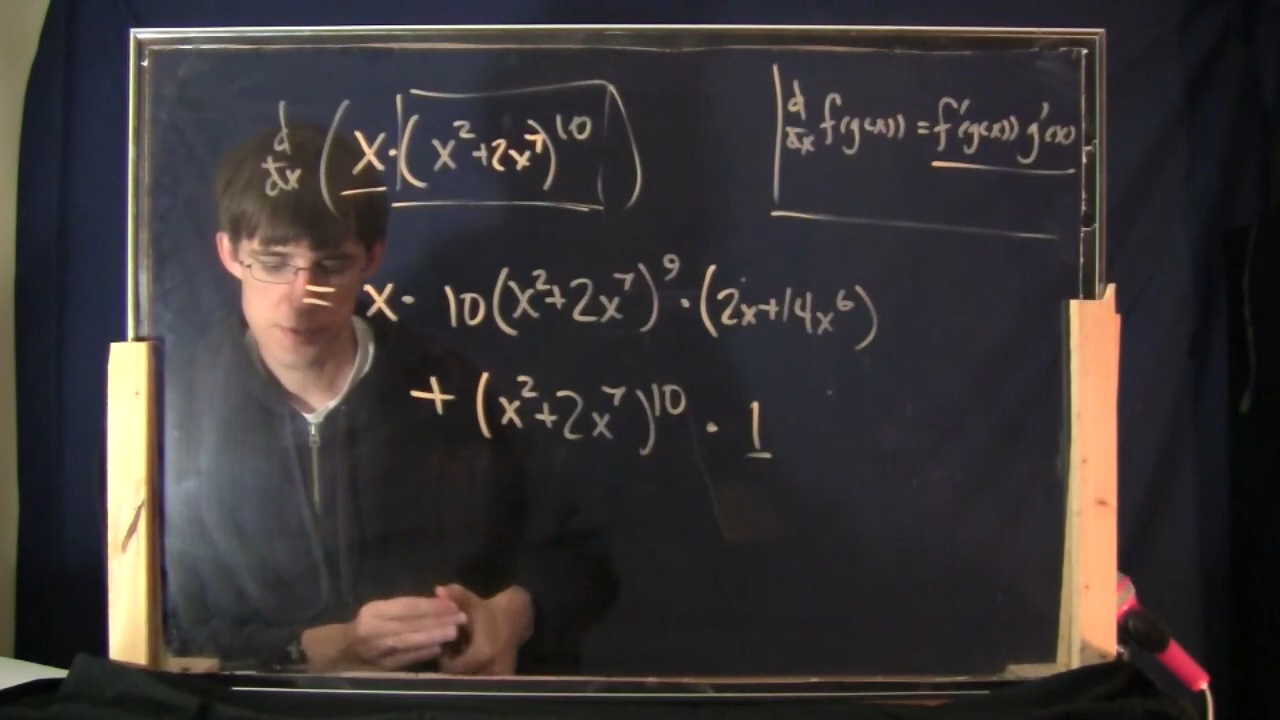 d/dx (x·(x²+2x⁷)¹⁰)
d/dx f(g(x)) = f'(g(x)) g'(x)
= x· 10(x²+2x⁷)⁹·(2x+14x⁶)
+ (x²+2x⁷)¹⁰ · 1